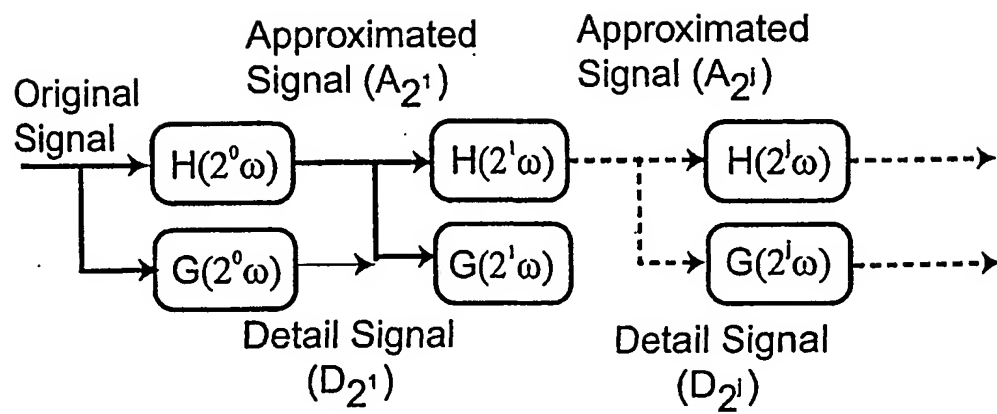 Approximated
Signal (A₂¹)
Approximated
Signal (A₂ʲ)
Original
Signal
H(2⁰ω)
H(2¹ω)
H(2ʲω)
G(2⁰ω)
G(2¹ω)
G(2ʲω)
Detail Signal
(D₂¹)
Detail Signal
(D₂ʲ)